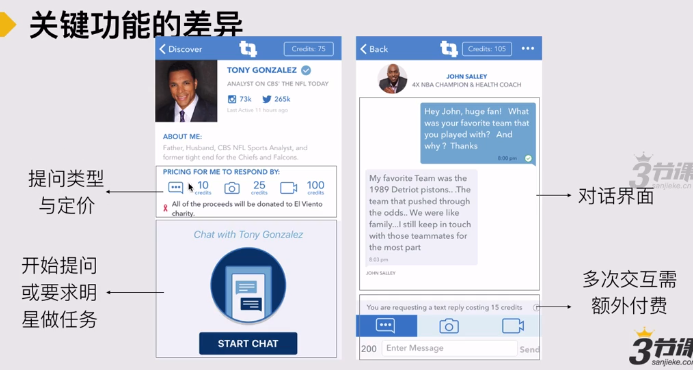 关键功能的差异
Discover
Credits: 75
TONY GONZALEZ
ANALYST ON CBS' THE NFL TODAY
73k
265k
Last Active 11 hours ago
ABOUT ME:
Father, Husband, CBS NFL Sports Analyst, and
former tight end for the Chiefs and Falcons.
PRICING FOR ME TO RESPOND BY:
10
credits
25
credits
100
credits
All of the proceeds will be donated to El Viento
charity.
Chat with Tony Gonzalez
START CHAT
提问类型
与定价
开始提问
或要求明
星做任务
Back
Credits: 105
JOHN SALLEY
4X NBA CHAMPION & HEALTH COACH
Hey John, huge fan! What
was your favorite team that
you played with? And
why ? Thanks
8:08 pm
My favorite Team was the
1989 Detriot pistons.. .The
team that pushed through
the odds.. We were like
family...I still keep in touch
with those teammates for
the most part
8:03 pm
JOHN SALLEY
You are requesting a text reply costing 15 credits
200
Enter Message
Send
对话界面
多次交互需
额外付费
3节课
sanjieke.com
3节课
sanjieke.co